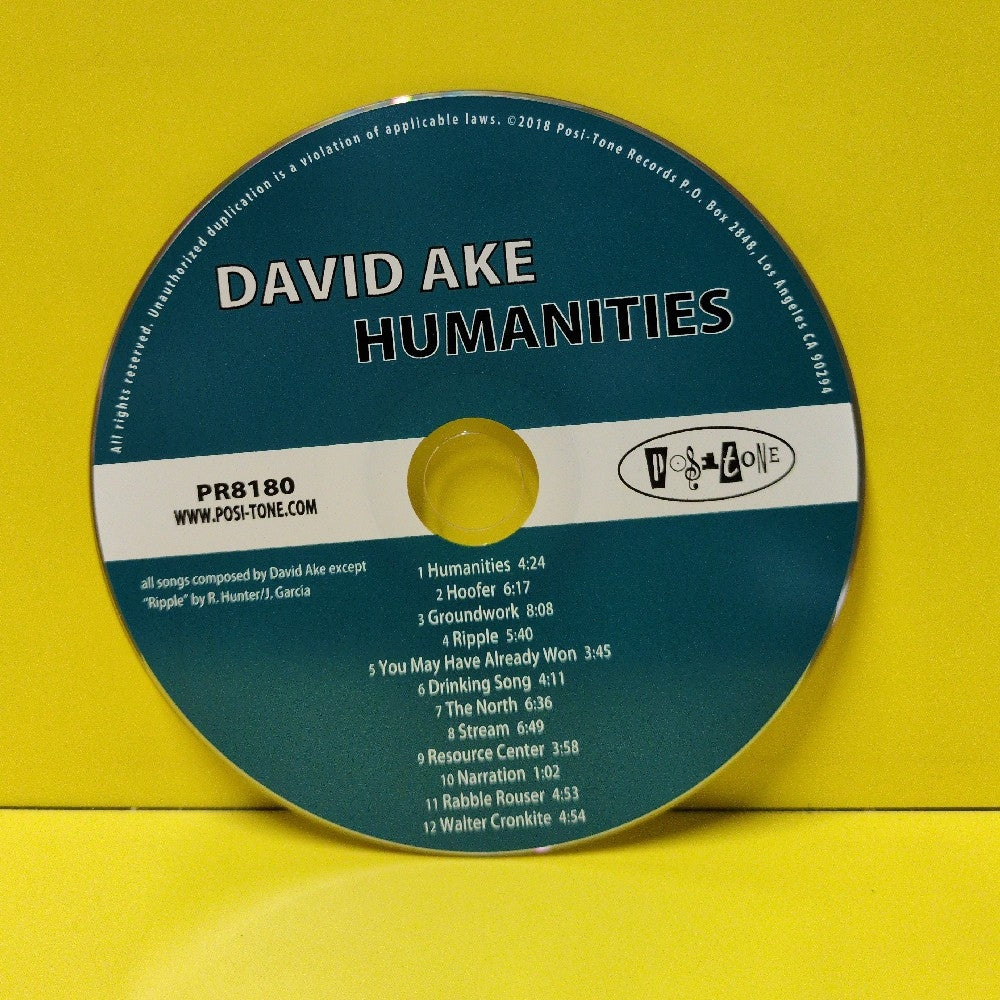 All rights reserved. Unauthorized duplication is a violation of applicable laws. ©2018 Posi-Tone Records P.O. Box 2848, Los Angeles CA 90294
DAVID AKE
HUMANITIES
POSITONE
PR8180
WWW.POSI-TONE.COM
all songs composed by David Ake except
"Ripple" by R. Hunter/J. Garcia
1 Humanities 4:24
2 Hoofer 6:17
3 Groundwork 8:08
4 Ripple 5:40
5 You May Have Already Won 3:45
6 Drinking Song 4:11
7 The North 6:36
8 Stream 6:49
9 Resource Center 3:58
10 Narration 1:02
11 Rabble Rouser 4:53
12 Walter Cronkite 4:54